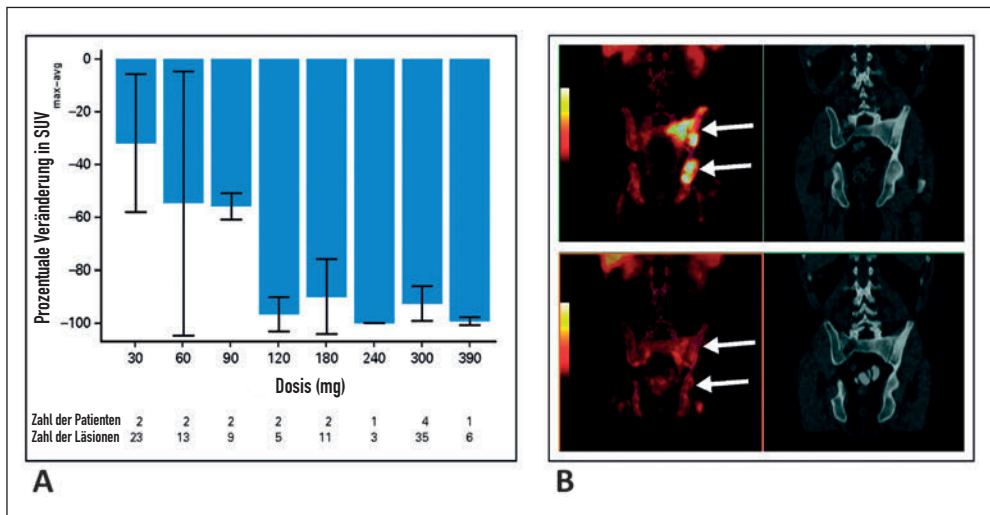 Prozentuale Veränderung in SUV max-avg
0
−20
−40
−60
−80
−100
30 60 90 120 180 240 300 390
Dosis (mg)
Zahl der Patienten 2 2 2 2 2 1 4 1
Zahl der Läsionen 23 13 9 5 11 3 35 6
A
B